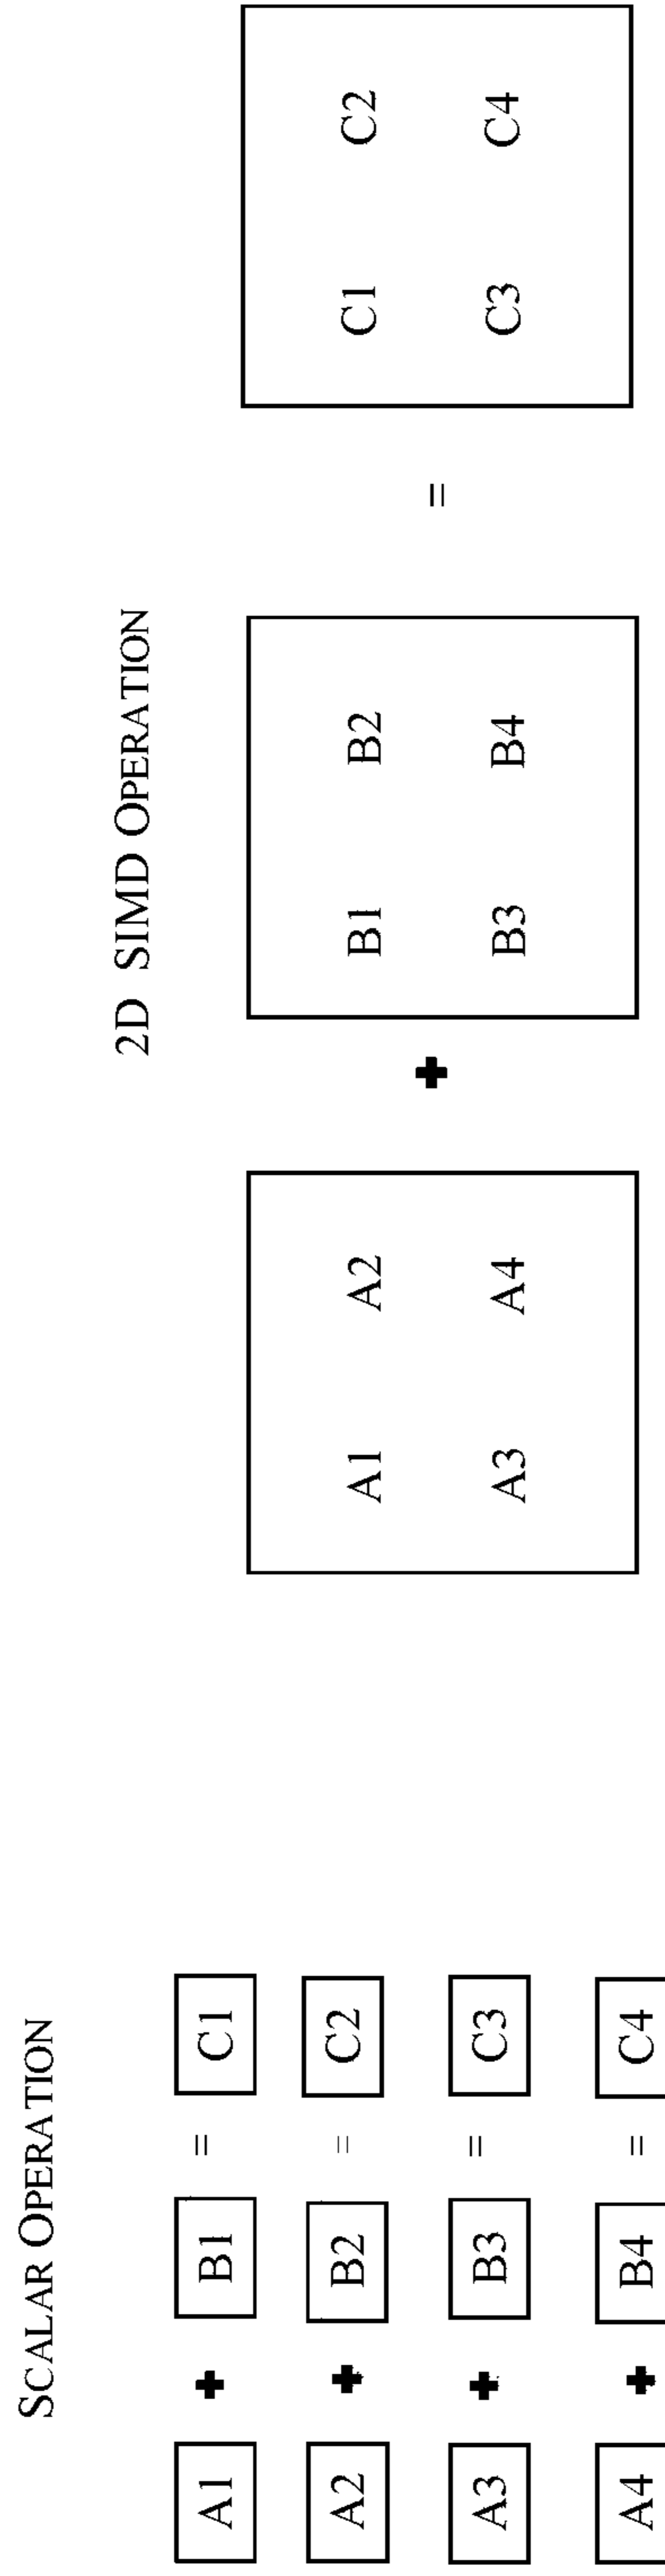 SCALAR OPERATION
A1 + B1 = C1
A2 + B2 = C2
A3 + B3 = C3
A4 + B4 = C4
2D SIMD OPERATION
A1 A2 + B1 B2 = C1 C2
A3 A4 B3 B4 C3 C4